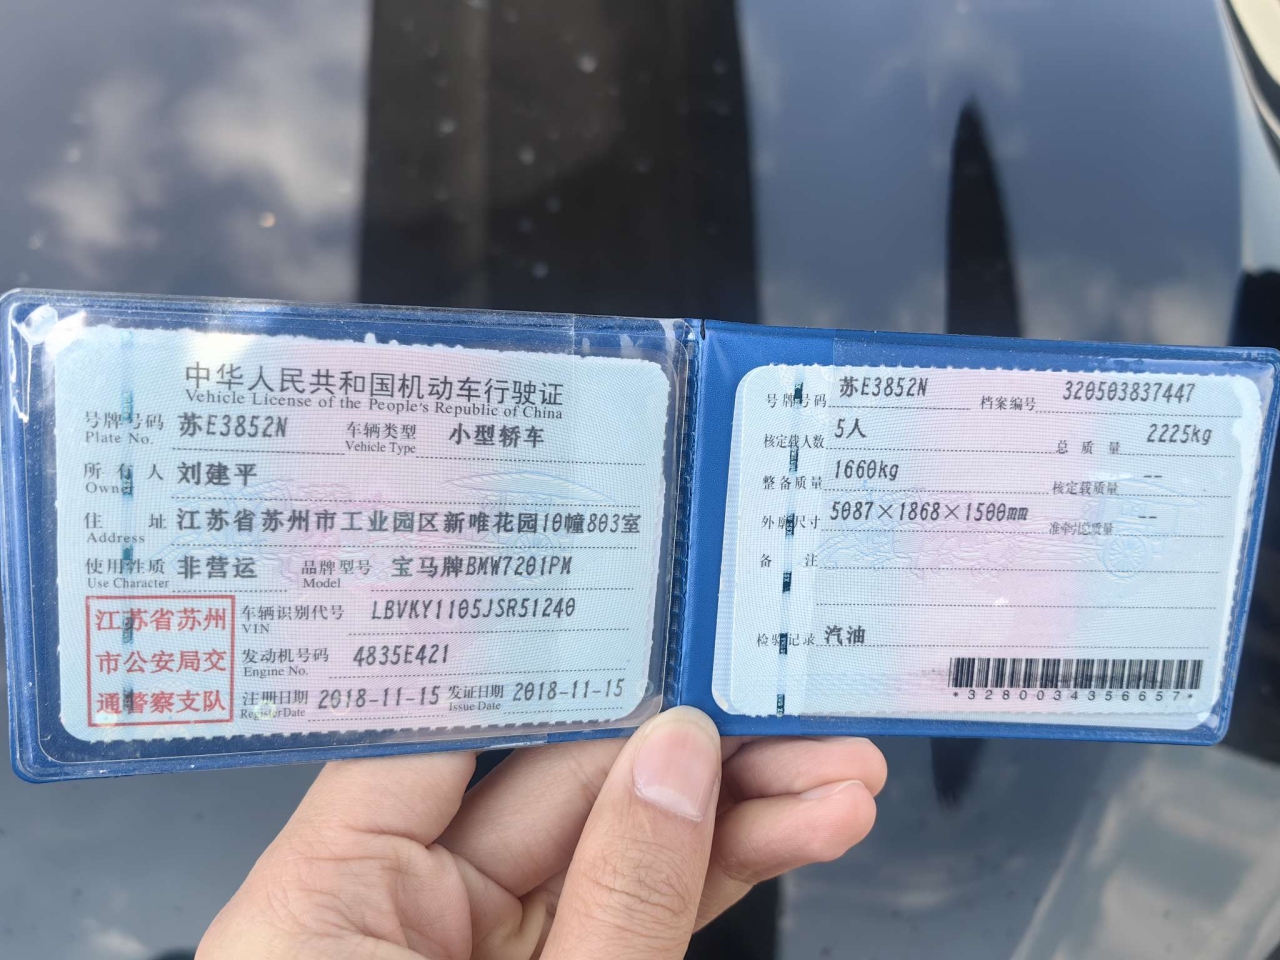 中华人民共和国机动车行驶证
Vehicle License of the People's Republic of China
号牌号码 苏E3852N 车辆类型 小型轿车
Plate No. Vehicle Type
所有人 刘建平
Owner
住址 江苏省苏州市工业园区新唯花园10幢803室
Address
使用性质 非营运 品牌型号 宝马牌BMW7201PM
Use Character Model
江苏省苏州
市公安局交
通警察支队
车辆识别代号 LBVKY1105JSR51240
VIN
发动机号码 4835E421
Engine No.
注册日期 2018-11-15 发证日期 2018-11-15
Register Date Issue Date
号牌号码 苏E3852N 档案编号 320503837447
核定载人数 5人 总质量 2225kg
整备质量 1660kg 核定载质量 --
外廓尺寸 5087×1868×1500mm 准牵引总质量 --
备注
检验记录 汽油
*3280034356657*